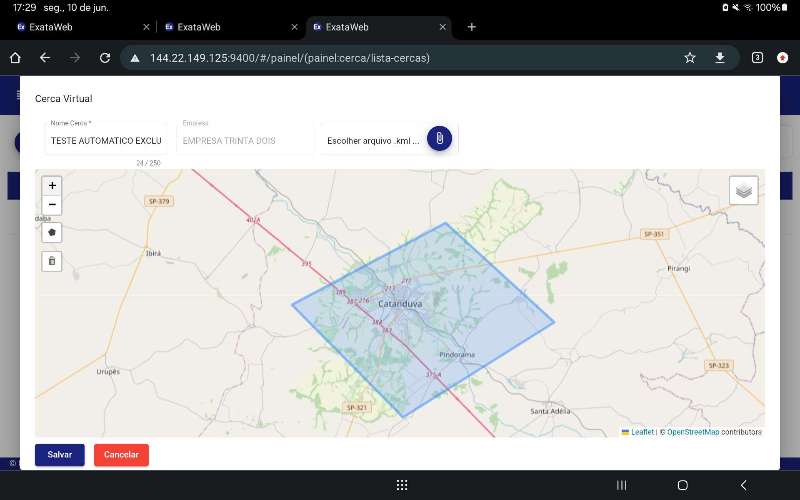 17:29 seg., 10 de jun. 100%
ExataWeb ExataWeb ExataWeb
144.22.149.125:9400/#/painel/(painel:cerca/lista-cercas) 3
Cerca Virtual
Nome Cerca *
TESTE AUTOMATICO EXCLU
24 / 250
Empresa
EMPRESA TRINTA DOIS
Escolher arquivo .kml ...
+
−
SP-379
402A
395
Ibirá
SP-351
Pirangi
Catanduva
Pindorama
375A
Urupês
SP-321
SP-323
Santa Adélia
Leaflet | © OpenStreetMap contributors
Salvar Cancelar